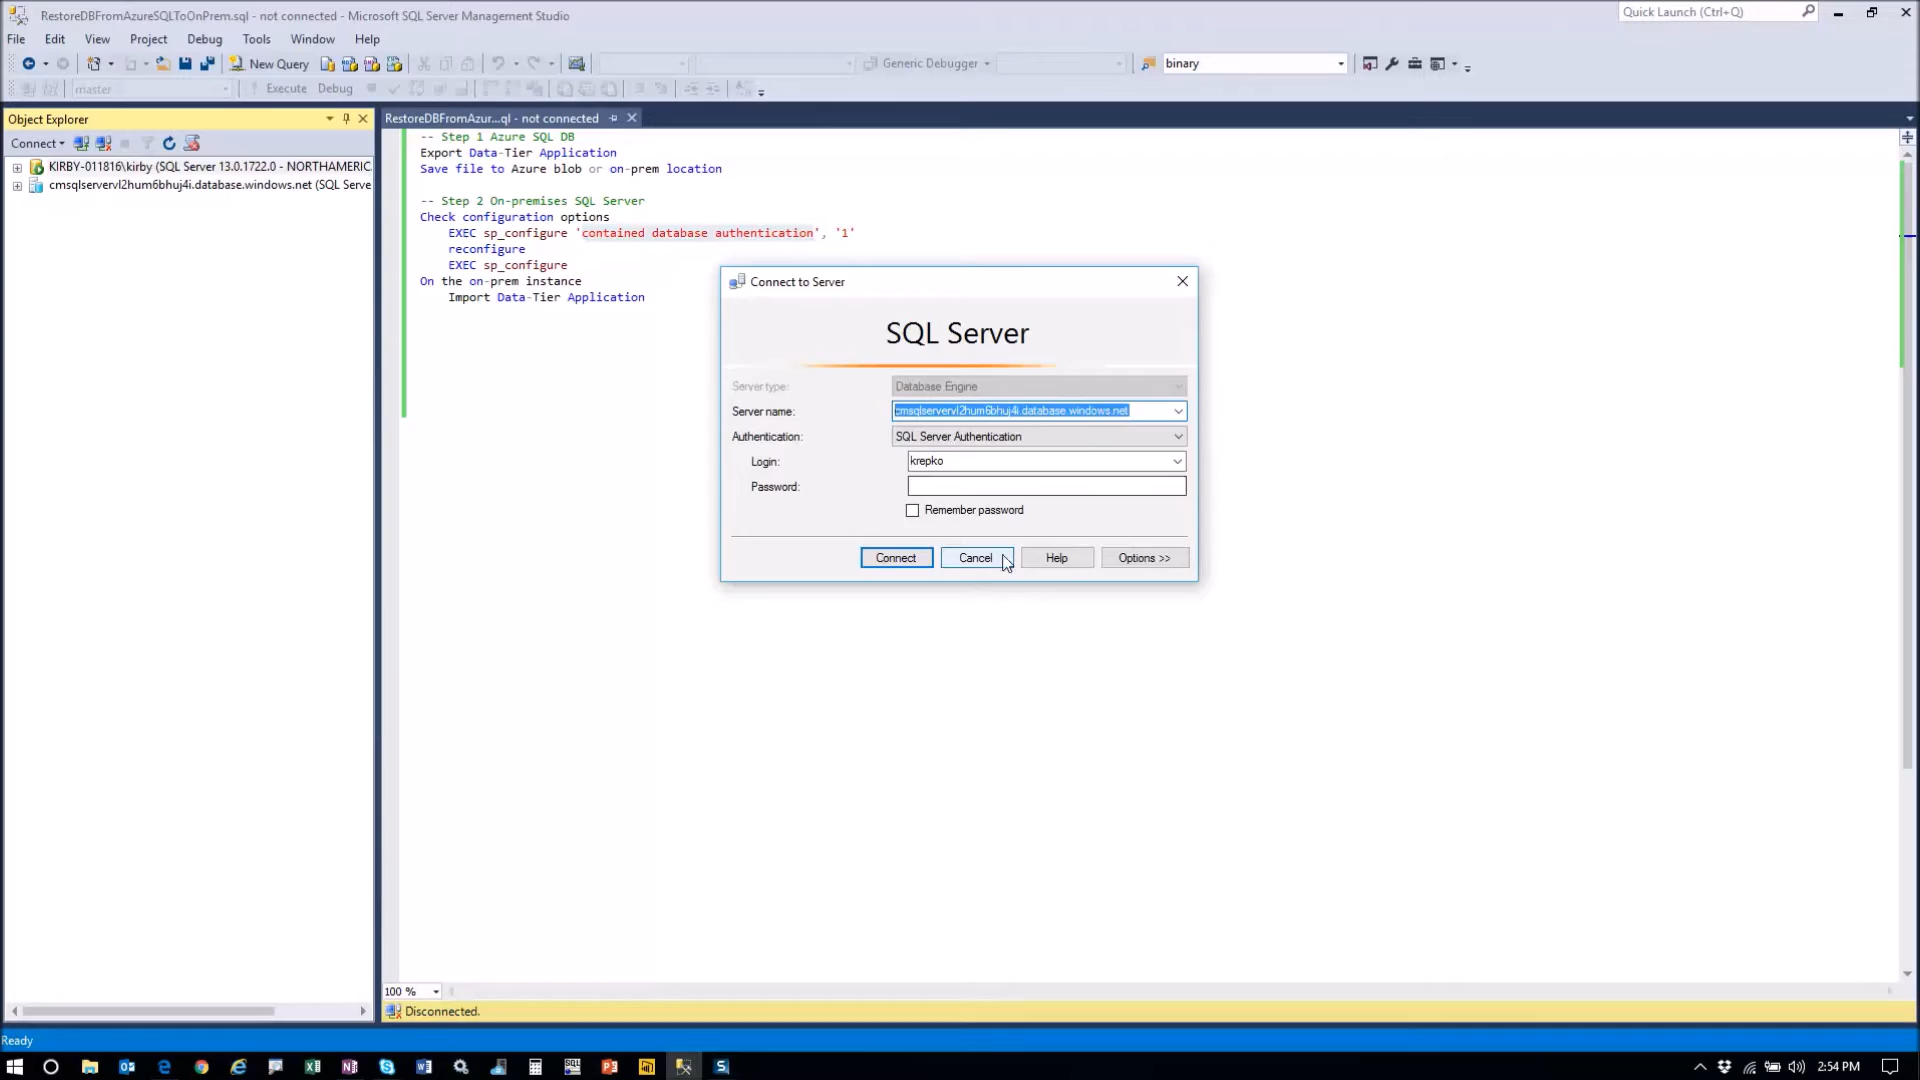 RestoreDBFromAzureSQLToOnPrem.sql - not connected - Microsoft SQL Server Management Studio
Quick Launch (Ctrl+Q)
File Edit View Project Debug Tools Window Help
New Query
Generic Debugger
binary
master
Execute Debug
Object Explorer
RestoreDBFromAzur...ql - not connected
Connect
KIRBY-011816\kirby (SQL Server 13.0.1722.0 - NORTHAMERIC
cmsqlservervl2hum6bhuj4i.database.windows.net (SQL Serve
-- Step 1 Azure SQL DB
Export Data-Tier Application
Save file to Azure blob or on-prem location
-- Step 2 On-premises SQL Server
Check configuration options
EXEC sp_configure 'contained database authentication', '1'
reconfigure
EXEC sp_configure
On the on-prem instance
Import Data-Tier Application
Connect to Server
SQL Server
Server type: Database Engine
Server name: cmsqlservervl2hum6bhuj4i.database.windows.net
Authentication: SQL Server Authentication
Login: krepko
Password:
Remember password
Connect Cancel Help Options >>
100 %
Disconnected.
Ready
2:54 PM